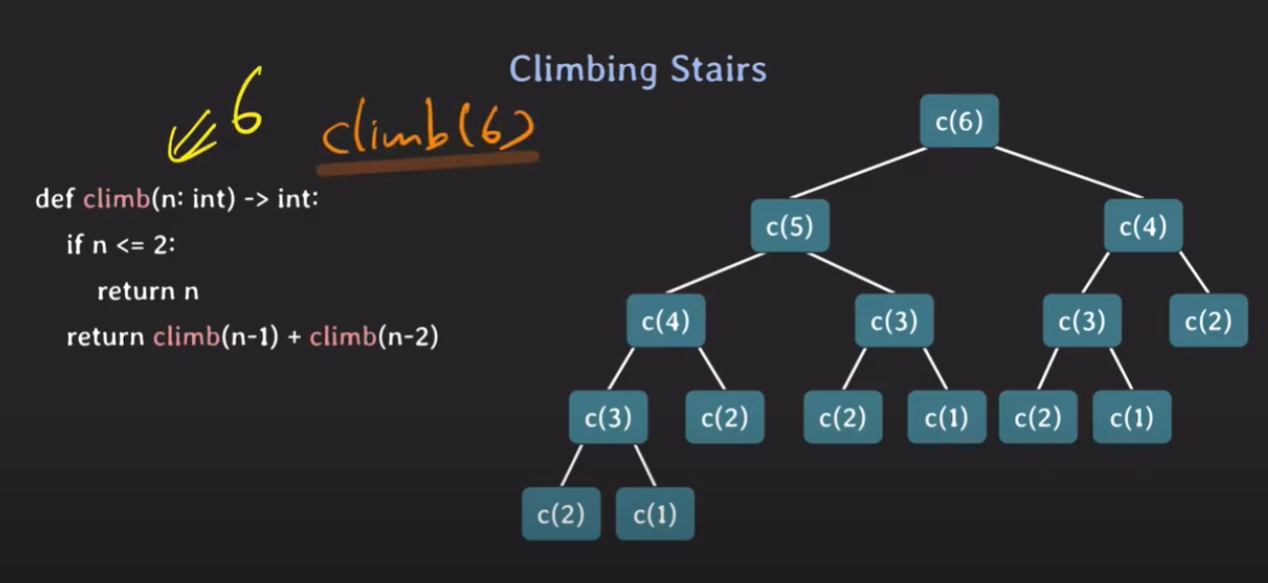 Climbing Stairs
6
climb(6)
def climb(n: int) -> int:
if n <= 2:
return n
return climb(n-1) + climb(n-2)
c(6)
c(5)
c(4)
c(4)
c(3)
c(3)
c(2)
c(3)
c(2)
c(2)
c(1)
c(2)
c(1)
c(2)
c(1)